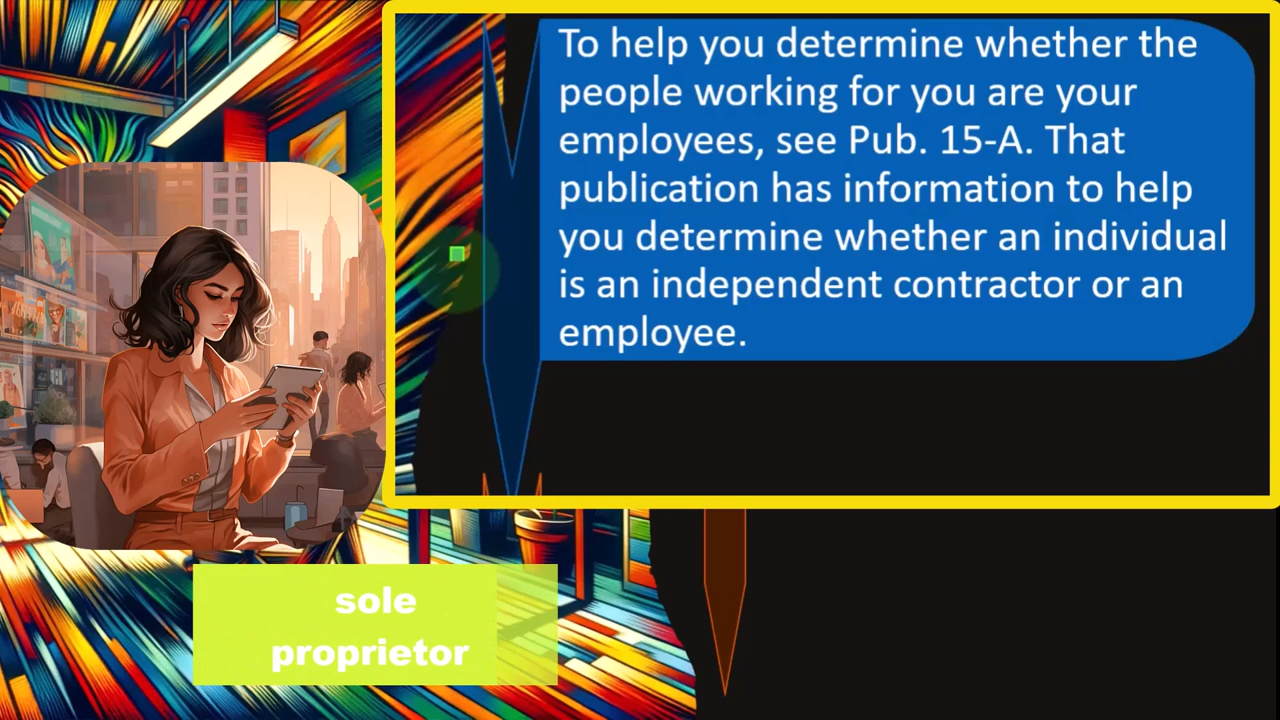 To help you determine whether the
people working for you are your
employees, see Pub. 15-A. That
publication has information to help
you determine whether an individual
is an independent contractor or an
employee.
sole
proprietor